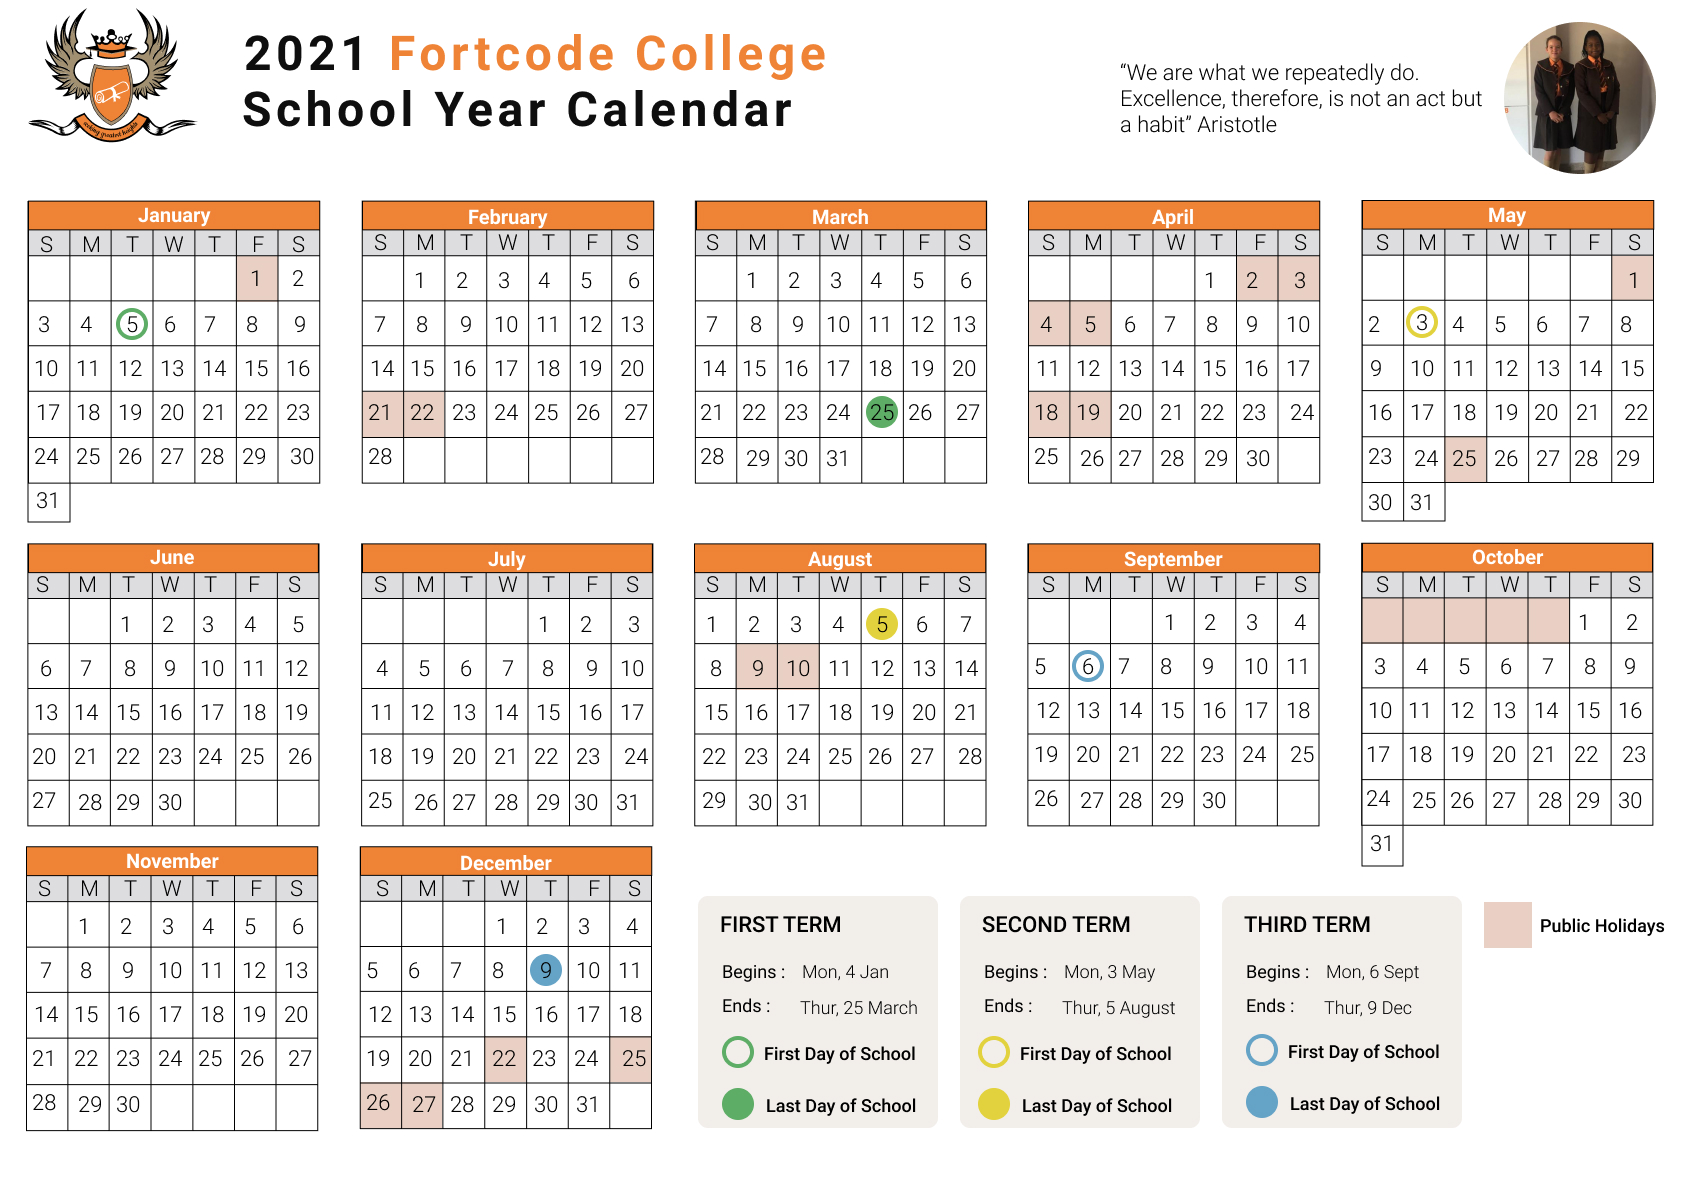 2021 Fortcode College
School Year Calendar
“We are what we repeatedly do.
Excellence, therefore, is not an act but
a habit” Aristotle
seeking greater heights
January
S M T W T F S
1 2
3 4 5 6 7 8 9
10 11 12 13 14 15 16
17 18 19 20 21 22 23
24 25 26 27 28 29 30
31
February
S M T W T F S
1 2 3 4 5 6
7 8 9 10 11 12 13
14 15 16 17 18 19 20
21 22 23 24 25 26 27
28
March
S M T W T F S
1 2 3 4 5 6
7 8 9 10 11 12 13
14 15 16 17 18 19 20
21 22 23 24 25 26 27
28 29 30 31
April
S M T W T F S
1 2 3
4 5 6 7 8 9 10
11 12 13 14 15 16 17
18 19 20 21 22 23 24
25 26 27 28 29 30
May
S M T W T F S
1
2 3 4 5 6 7 8
9 10 11 12 13 14 15
16 17 18 19 20 21 22
23 24 25 26 27 28 29
30 31
June
S M T W T F S
1 2 3 4 5
6 7 8 9 10 11 12
13 14 15 16 17 18 19
20 21 22 23 24 25 26
27 28 29 30
July
S M T W T F S
1 2 3
4 5 6 7 8 9 10
11 12 13 14 15 16 17
18 19 20 21 22 23 24
25 26 27 28 29 30 31
August
S M T W T F S
1 2 3 4 5 6 7
8 9 10 11 12 13 14
15 16 17 18 19 20 21
22 23 24 25 26 27 28
29 30 31
September
S M T W T F S
1 2 3 4
5 6 7 8 9 10 11
12 13 14 15 16 17 18
19 20 21 22 23 24 25
26 27 28 29 30
October
S M T W T F S
1 2
3 4 5 6 7 8 9
10 11 12 13 14 15 16
17 18 19 20 21 22 23
24 25 26 27 28 29 30
31
November
S M T W T F S
1 2 3 4 5 6
7 8 9 10 11 12 13
14 15 16 17 18 19 20
21 22 23 24 25 26 27
28 29 30
December
S M T W T F S
1 2 3 4
5 6 7 8 9 10 11
12 13 14 15 16 17 18
19 20 21 22 23 24 25
26 27 28 29 30 31
FIRST TERM
Begins : Mon, 4 Jan
Ends : Thur, 25 March
First Day of School
Last Day of School
SECOND TERM
Begins : Mon, 3 May
Ends : Thur, 5 August
First Day of School
Last Day of School
THIRD TERM
Begins : Mon, 6 Sept
Ends : Thur, 9 Dec
First Day of School
Last Day of School
Public Holidays